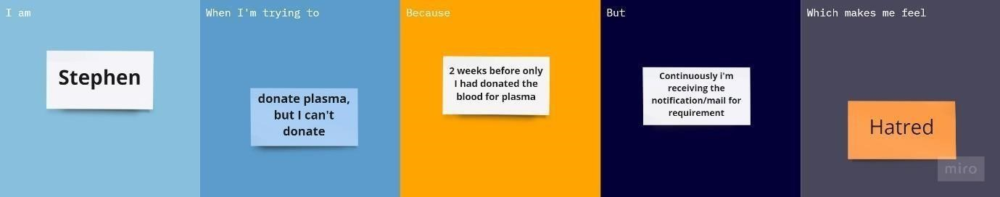 I am
Stephen
When I'm trying to
donate plasma,
but I can't
donate
Because
2 weeks before only
I had donated the
blood for plasma
But
Continuously i'm
receiving the
notification/mail for
requirement
Which makes me feel
Hatred
miro